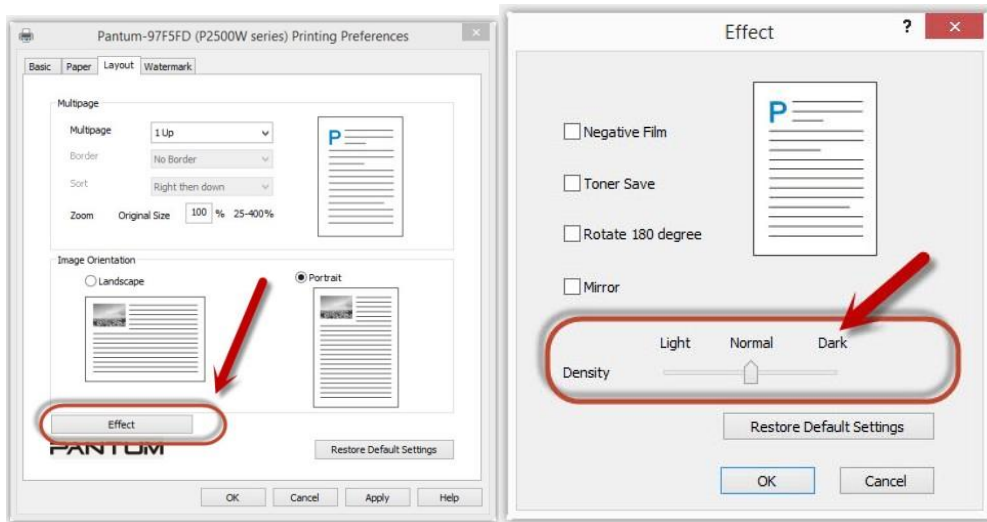 Pantum-97F5FD (P2500W series) Printing Preferences
Basic Paper Layout Watermark
Multipage
Multipage 1 Up
Border No Border
Sort Right then down
Zoom Original Size 100 % 25-400%
P
Image Orientation
Landscape Portrait
Effect
PANTUM
Restore Default Settings
OK Cancel Apply Help
Effect ?
P
Negative Film
Toner Save
Rotate 180 degree
Mirror
Light Normal Dark
Density
Restore Default Settings
OK Cancel